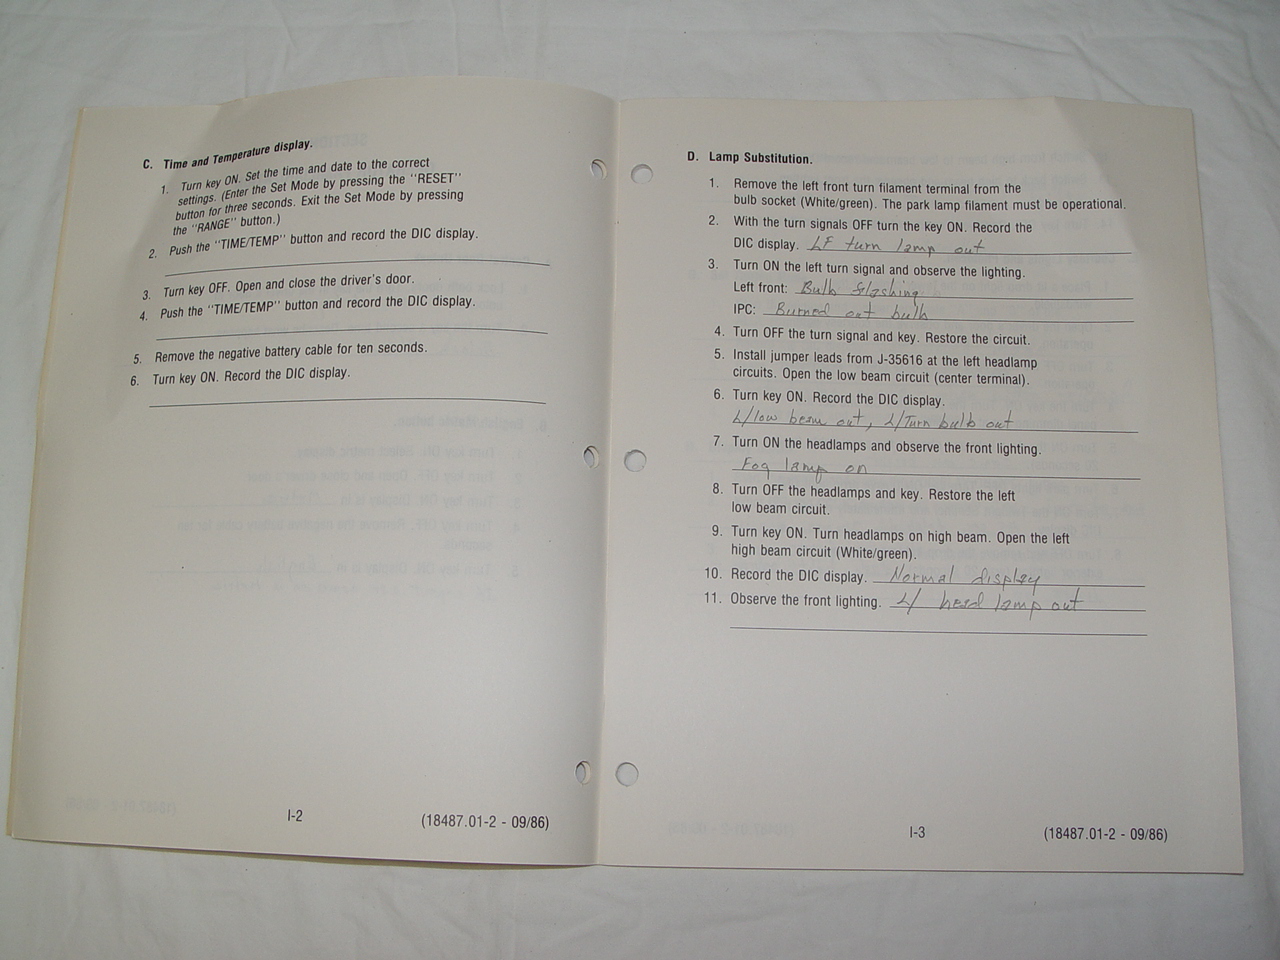 C. Time and Temperature display.
1. Turn key ON. Set the time and date to the correct
settings. (Enter the Set Mode by pressing the "RESET"
button for three seconds. Exit the Set Mode by pressing
the "RANGE" button.)
2. Push the "TIME/TEMP" button and record the DIC display.
3. Turn key OFF. Open and close the driver's door.
4. Push the "TIME/TEMP" button and record the DIC display.
5. Remove the negative battery cable for ten seconds.
6. Turn key ON. Record the DIC display.
I-2
(18487.01-2 - 09/86)
D. Lamp Substitution.
1. Remove the left front turn filament terminal from the
bulb socket (White/green). The park lamp filament must be operational.
2. With the turn signals OFF turn the key ON. Record the
DIC display. LF turn lamp out
3. Turn ON the left turn signal and observe the lighting.
Left front: Bulb flashing
IPC: Burned out bulb
4. Turn OFF the turn signal and key. Restore the circuit.
5. Install jumper leads from J-35616 at the left headlamp
circuits. Open the low beam circuit (center terminal).
6. Turn key ON. Record the DIC display.
L/low beam out, L/Turn bulb out
7. Turn ON the headlamps and observe the front lighting.
Fog lamp on
8. Turn OFF the headlamps and key. Restore the left
low beam circuit.
9. Turn key ON. Turn headlamps on high beam. Open the left
high beam circuit (White/green).
10. Record the DIC display. Normal display
11. Observe the front lighting. L/ head lamp out
I-3
(18487.01-2 - 09/86)